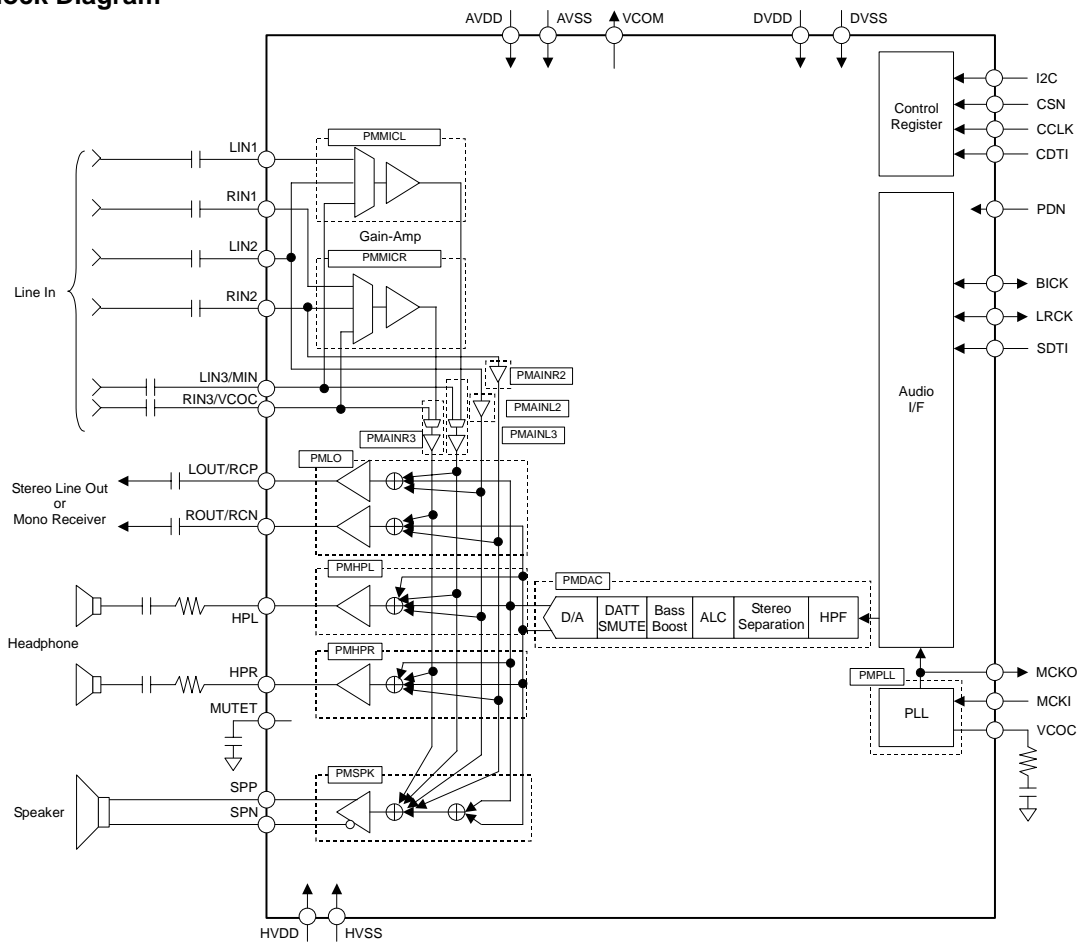 AVDD AVSS VCOM DVDD DVSS
Control
Register
I2C
CSN
CCLK
CDTI
PDN
BICK
LRCK
SDTI
Audio
I/F
MCKO
MCKI
VCOC
PMPLL
PLL
Line In
LIN1
RIN1
LIN2
RIN2
LIN3/MIN
RIN3/VCOC
PMMICL
Gain-Amp
PMMICR
PMAINR2
PMAINL2
PMAINL3
PMAINR3
Stereo Line Out
or
Mono Receiver
LOUT/RCP
ROUT/RCN
PMLO
Headphone
HPL
HPR
MUTET
PMHPL
PMHPR
PMDAC
D/A
DATT
SMUTE
Bass
Boost
ALC
Stereo
Separation
HPF
Speaker
SPP
SPN
PMSPK
HVDD HVSS